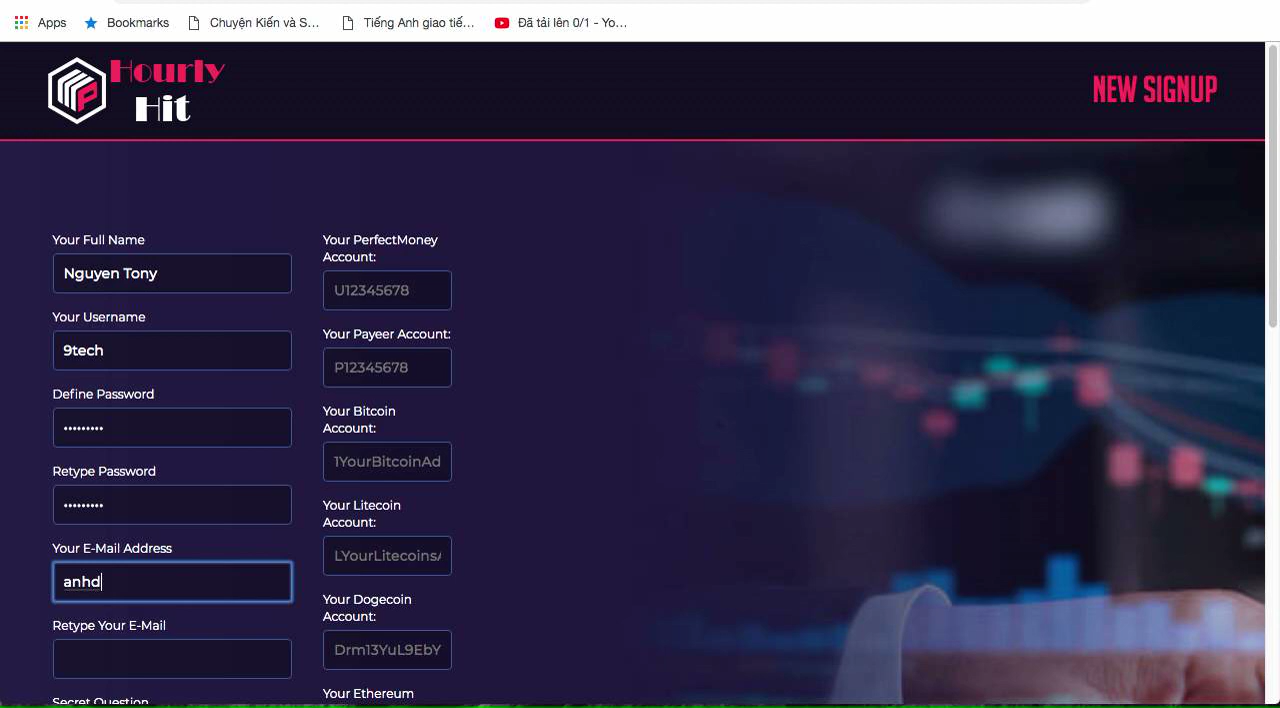 Apps
Bookmarks
Chuyện Kiến và S...
Tiếng Anh giao tiế...
Đã tải lên 0/1 - Yo...
Hourly
Hit
NEW SIGNUP
Your Full Name
Nguyen Tony
Your Username
9tech
Define Password
•••••••••
Retype Password
•••••••••
Your E-Mail Address
anhd
Retype Your E-Mail
Secret Question
Your PerfectMoney
Account:
U12345678
Your Payeer Account:
P12345678
Your Bitcoin
Account:
1YourBitcoinAd
Your Litecoin
Account:
LYourLitecoinsA
Your Dogecoin
Account:
Drm13YuL9EbY
Your Ethereum